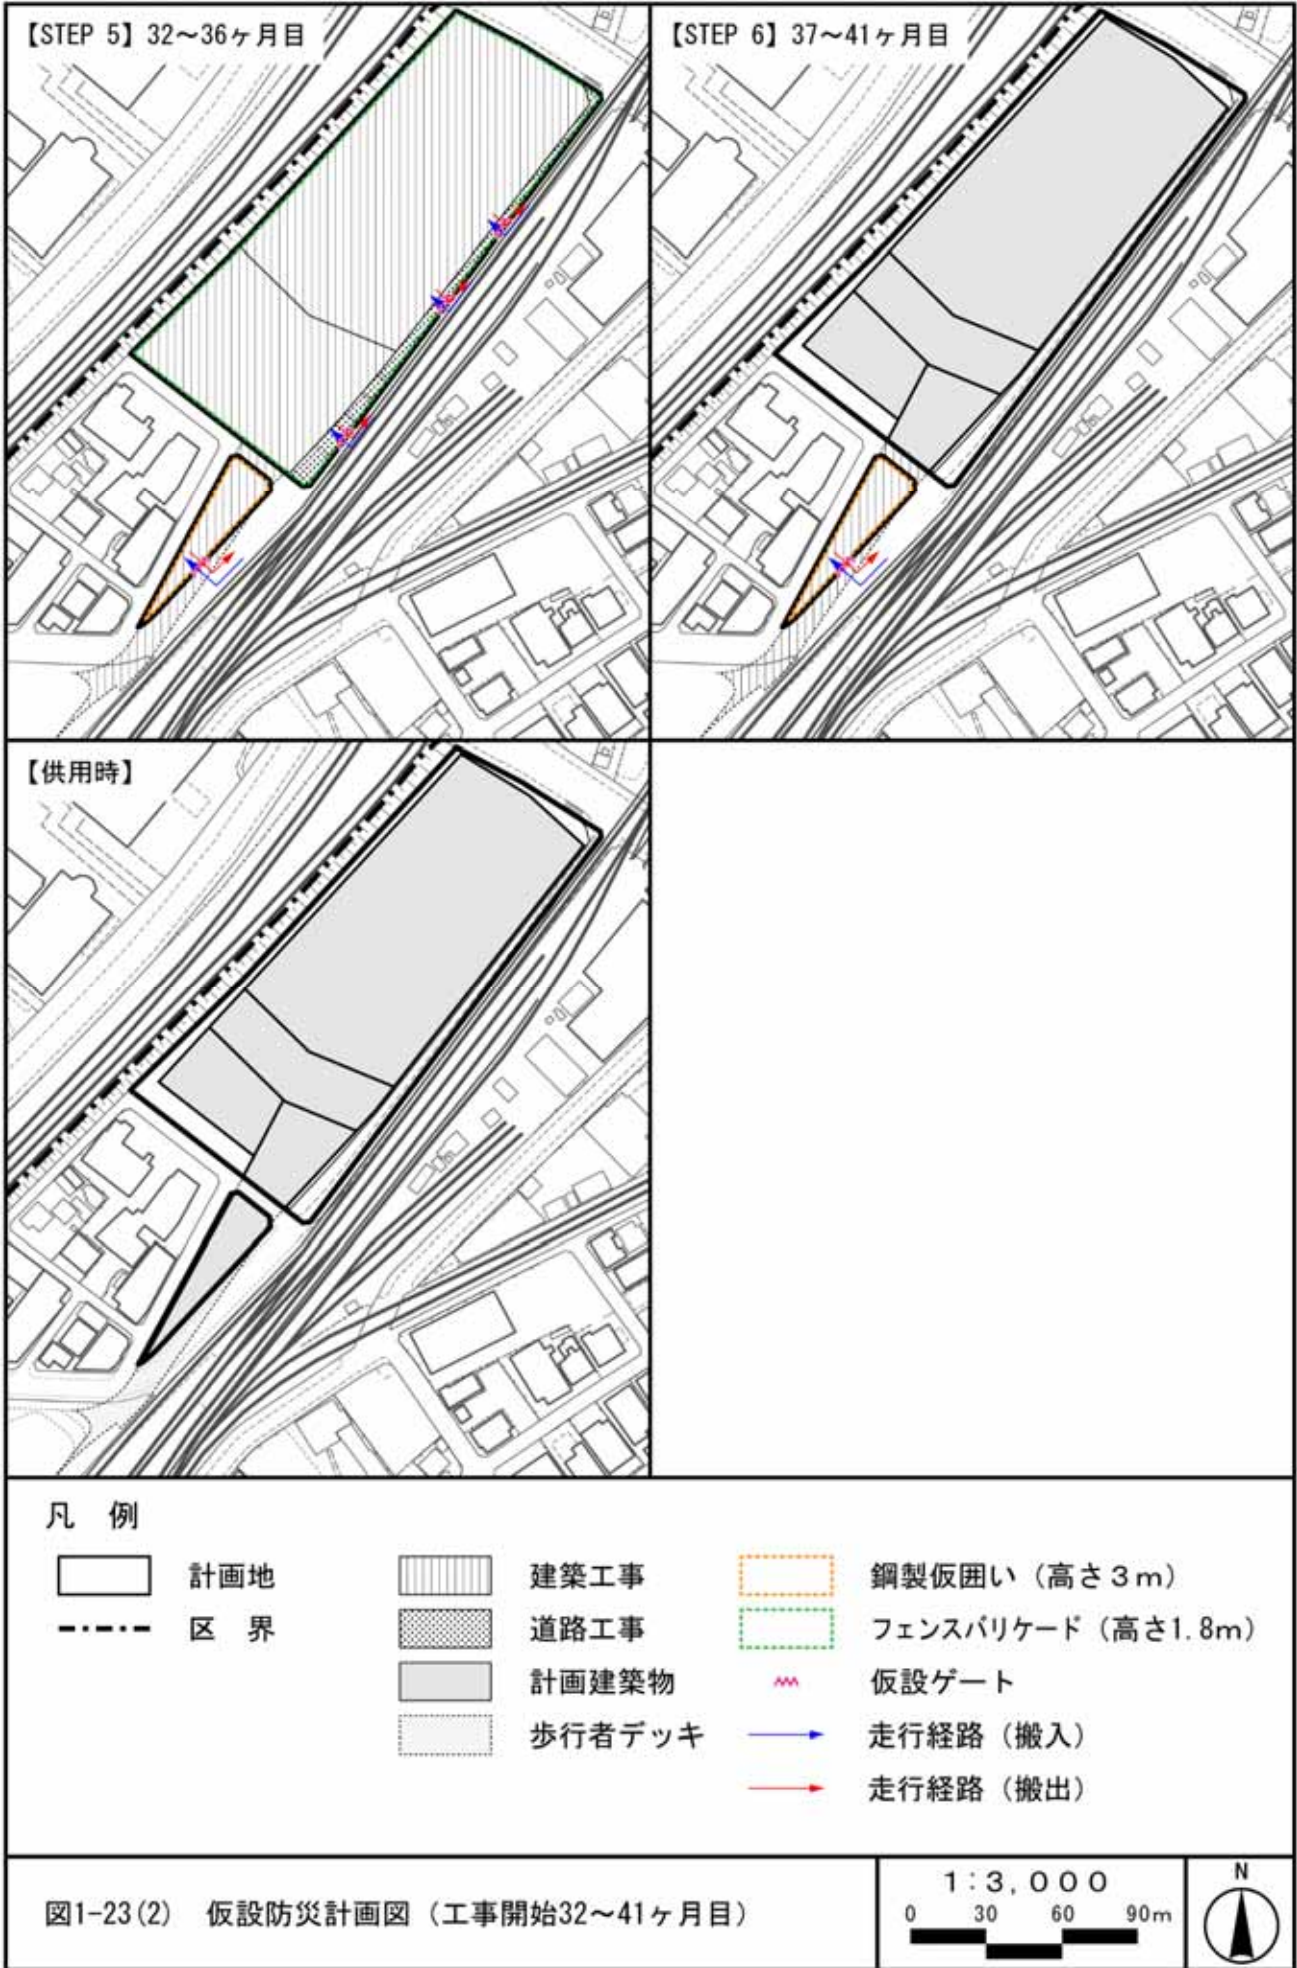 【STEP 5】32～36ヶ月目
【STEP 6】37～41ヶ月目
【供用時】
凡　例
計画地
区　界
建築工事
道路工事
計画建築物
歩行者デッキ
鋼製仮囲い（高さ３ｍ）
フェンスバリケード（高さ1.8m）
仮設ゲート
走行経路（搬入）
走行経路（搬出）
図1-23(2)　仮設防災計画図（工事開始32～41ヶ月目）
1:3,000
0　30　60　90m
N